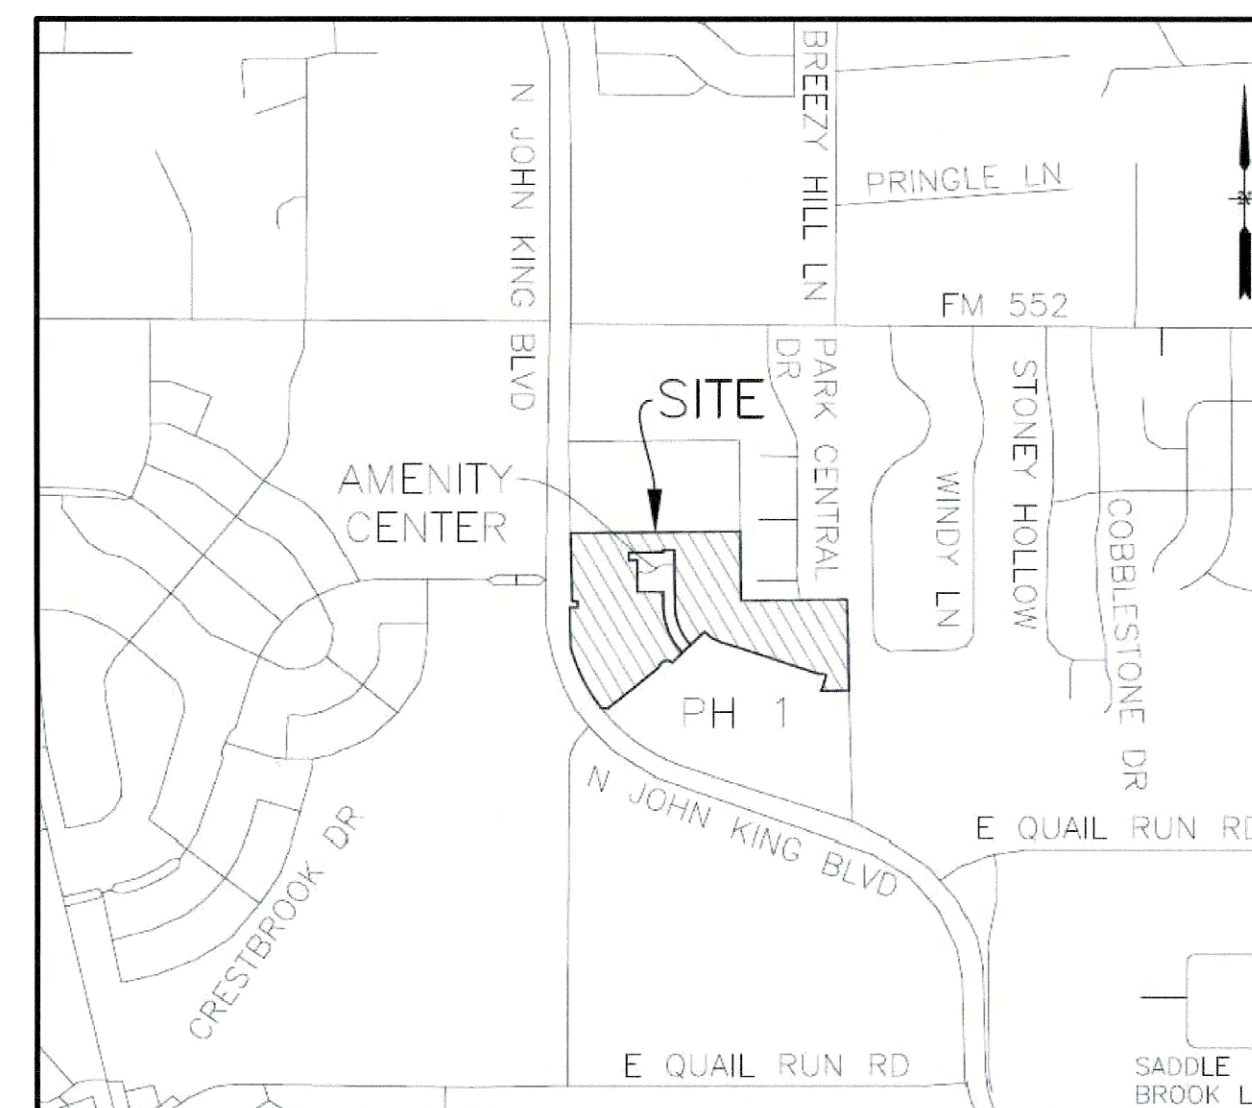 N JOHN KING BLVD
BREEZY HILL LN
PRINGLE LN
FM 552
PARK CENTRAL
DR
SITE
AMENITY
CENTER
WINDY LN
STONEY HOLLOW
COBBLESTONE DR
PH 1
N JOHN KING BLVD
E QUAIL RUN RD
CRESTBROOK DR
E QUAIL RUN RD
SADDLE
BROOK L